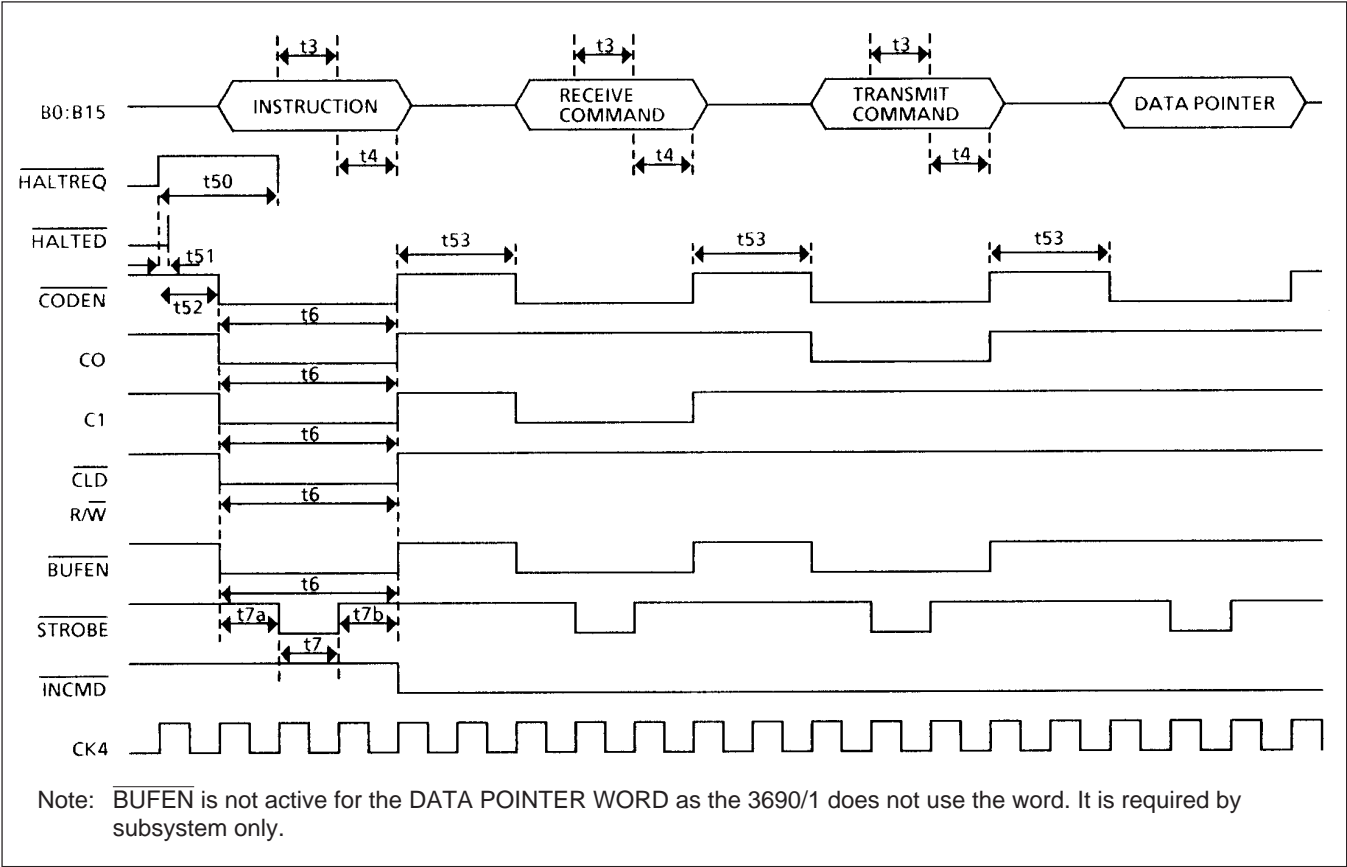 t3 t3 t3
B0:B15 INSTRUCTION RECEIVE COMMAND TRANSMIT COMMAND DATA POINTER
t4 t4 t4
HALTREQ t50
HALTED
t51 t53 t53 t53
CODEN t52
t6
CO
t6
C1
t6
CLD
t6
R/W
BUFEN
t6
STROBE t7a t7b
t7
INCMD
CK4
Note: BUFEN is not active for the DATA POINTER WORD as the 3690/1 does not use the word. It is required by
subsystem only.